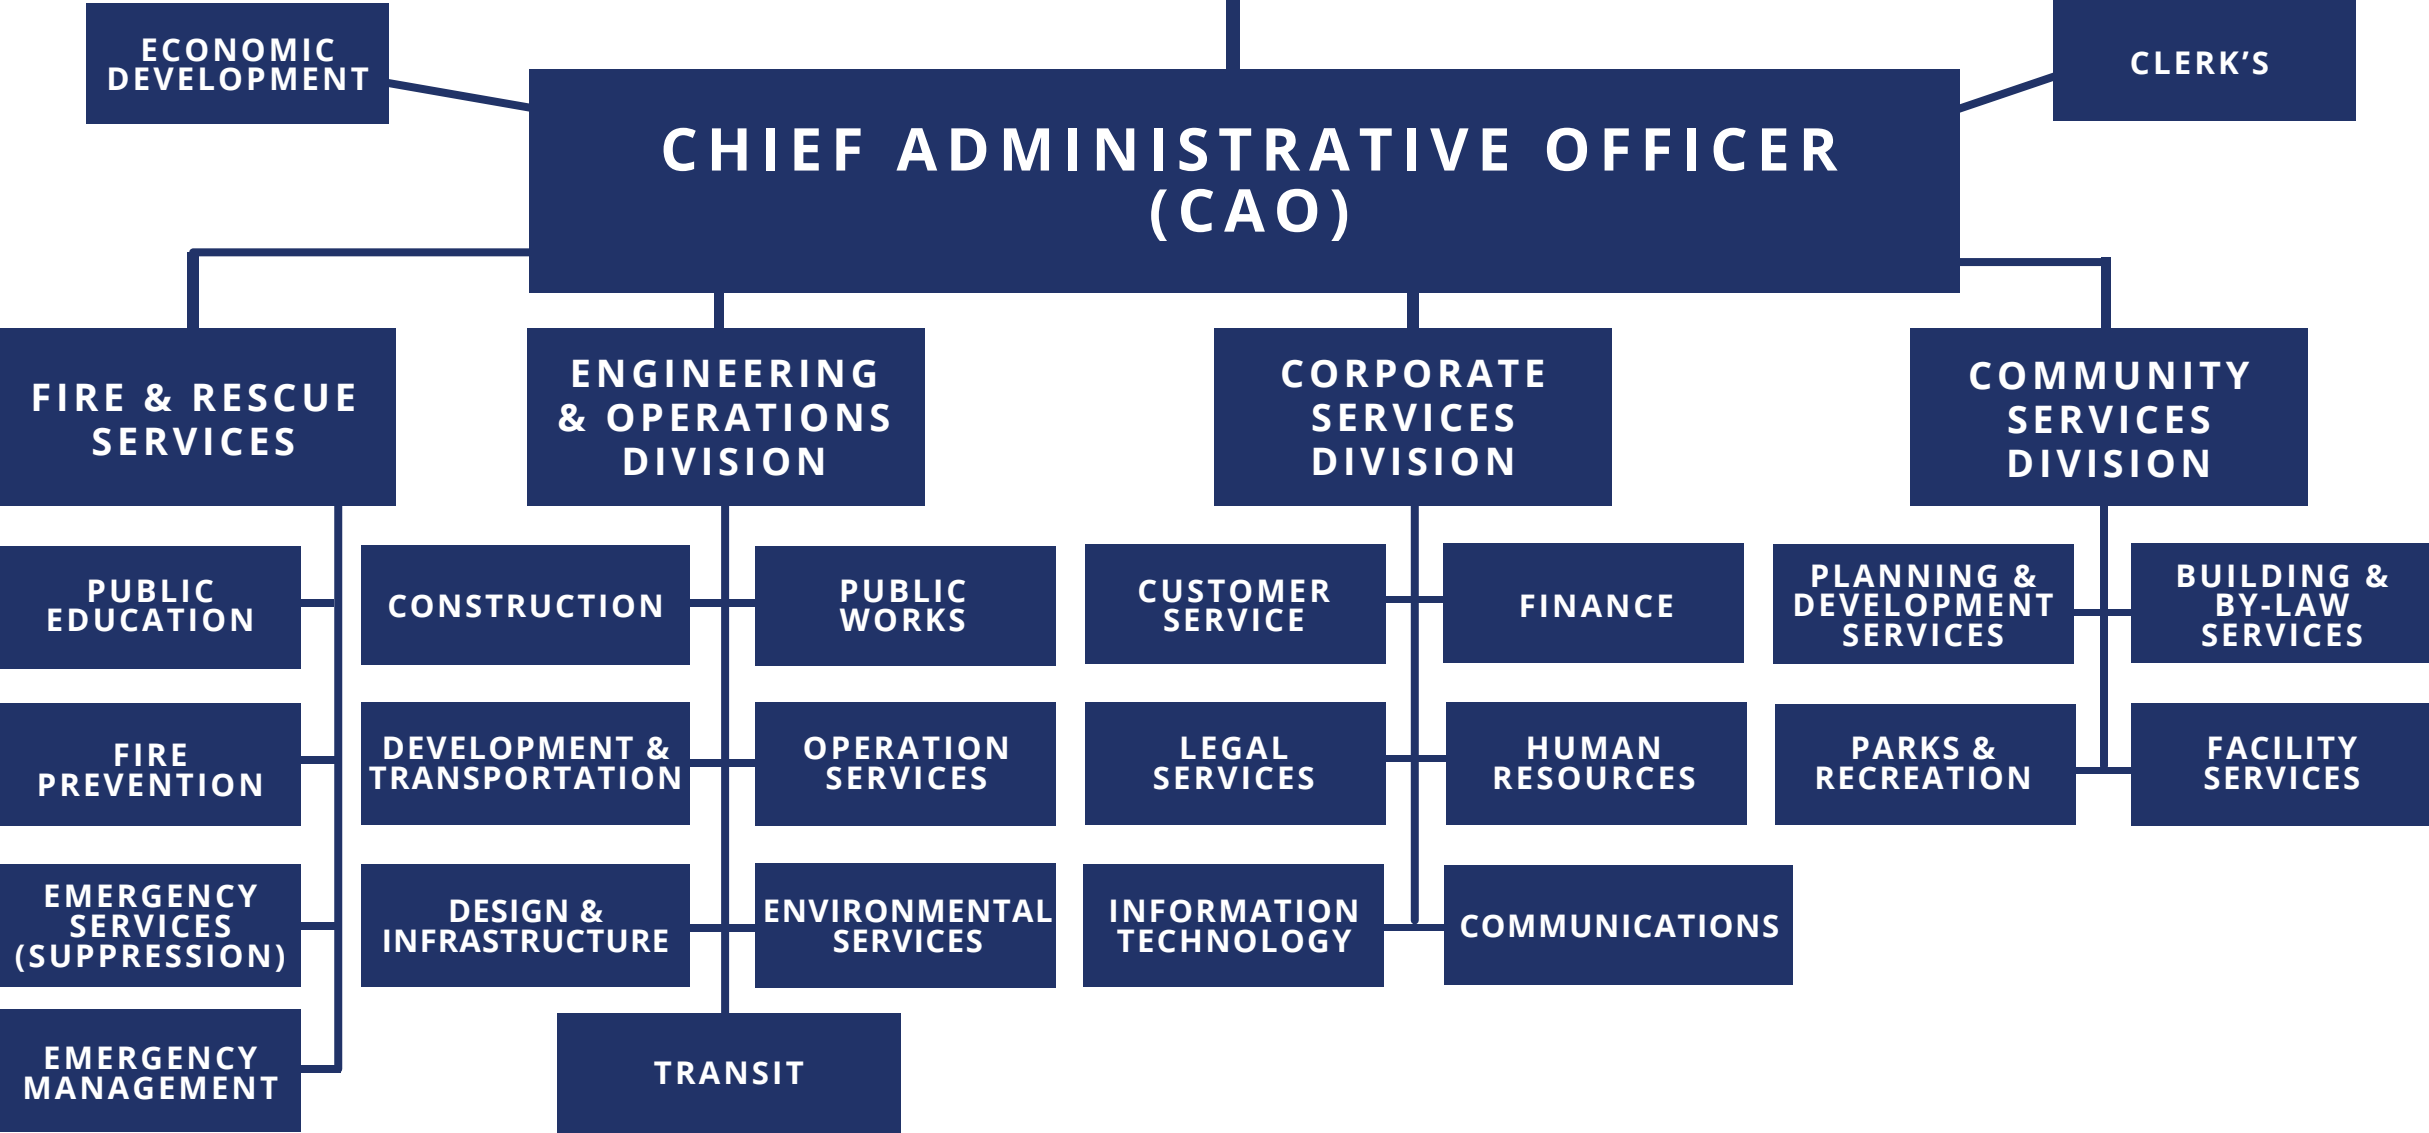 ECONOMIC
DEVELOPMENT
CLERK’S
CHIEF ADMINISTRATIVE OFFICER
(CAO)
FIRE & RESCUE
SERVICES
ENGINEERING
& OPERATIONS
DIVISION
CORPORATE
SERVICES
DIVISION
COMMUNITY
SERVICES
DIVISION
PUBLIC
EDUCATION
CONSTRUCTION
PUBLIC
WORKS
CUSTOMER
SERVICE
FINANCE
PLANNING &
DEVELOPMENT
SERVICES
BUILDING &
BY-LAW
SERVICES
FIRE
PREVENTION
DEVELOPMENT &
TRANSPORTATION
OPERATION
SERVICES
LEGAL
SERVICES
HUMAN
RESOURCES
PARKS &
RECREATION
FACILITY
SERVICES
EMERGENCY
SERVICES
(SUPPRESSION)
DESIGN &
INFRASTRUCTURE
ENVIRONMENTAL
SERVICES
INFORMATION
TECHNOLOGY
COMMUNICATIONS
EMERGENCY
MANAGEMENT
TRANSIT